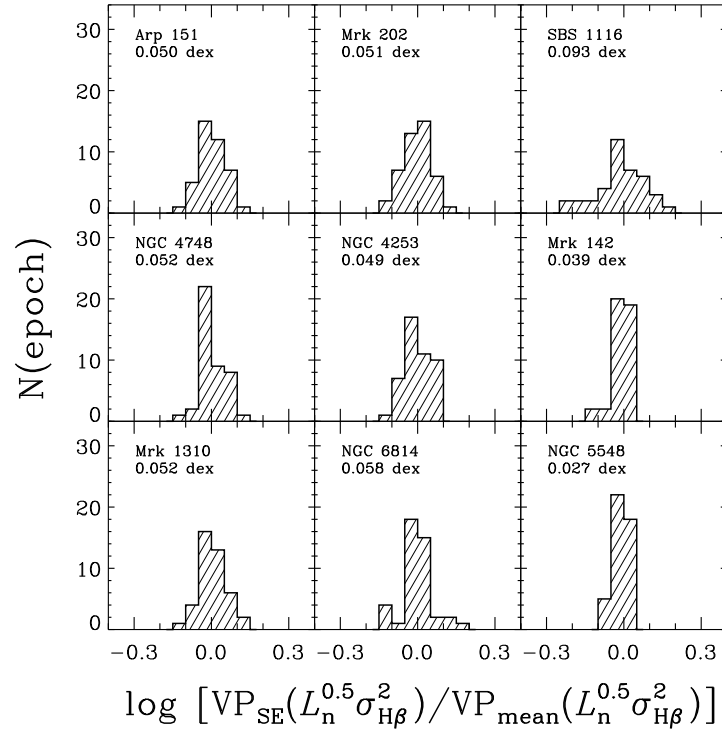 Arp 151
0.050 dex
Mrk 202
0.051 dex
SBS 1116
0.093 dex
30
20
10
0
NGC 4748
0.052 dex
NGC 4253
0.049 dex
Mrk 142
0.039 dex
30
20
10
0
Mrk 1310
0.052 dex
NGC 6814
0.058 dex
NGC 5548
0.027 dex
30
20
10
0
N(epoch)
−0.3 0.0 0.3 −0.3 0.0 0.3 −0.3 0.0 0.3
log [VP_SE(L_n^0.5 σ_Hβ^2)/VP_mean(L_n^0.5 σ_Hβ^2)]